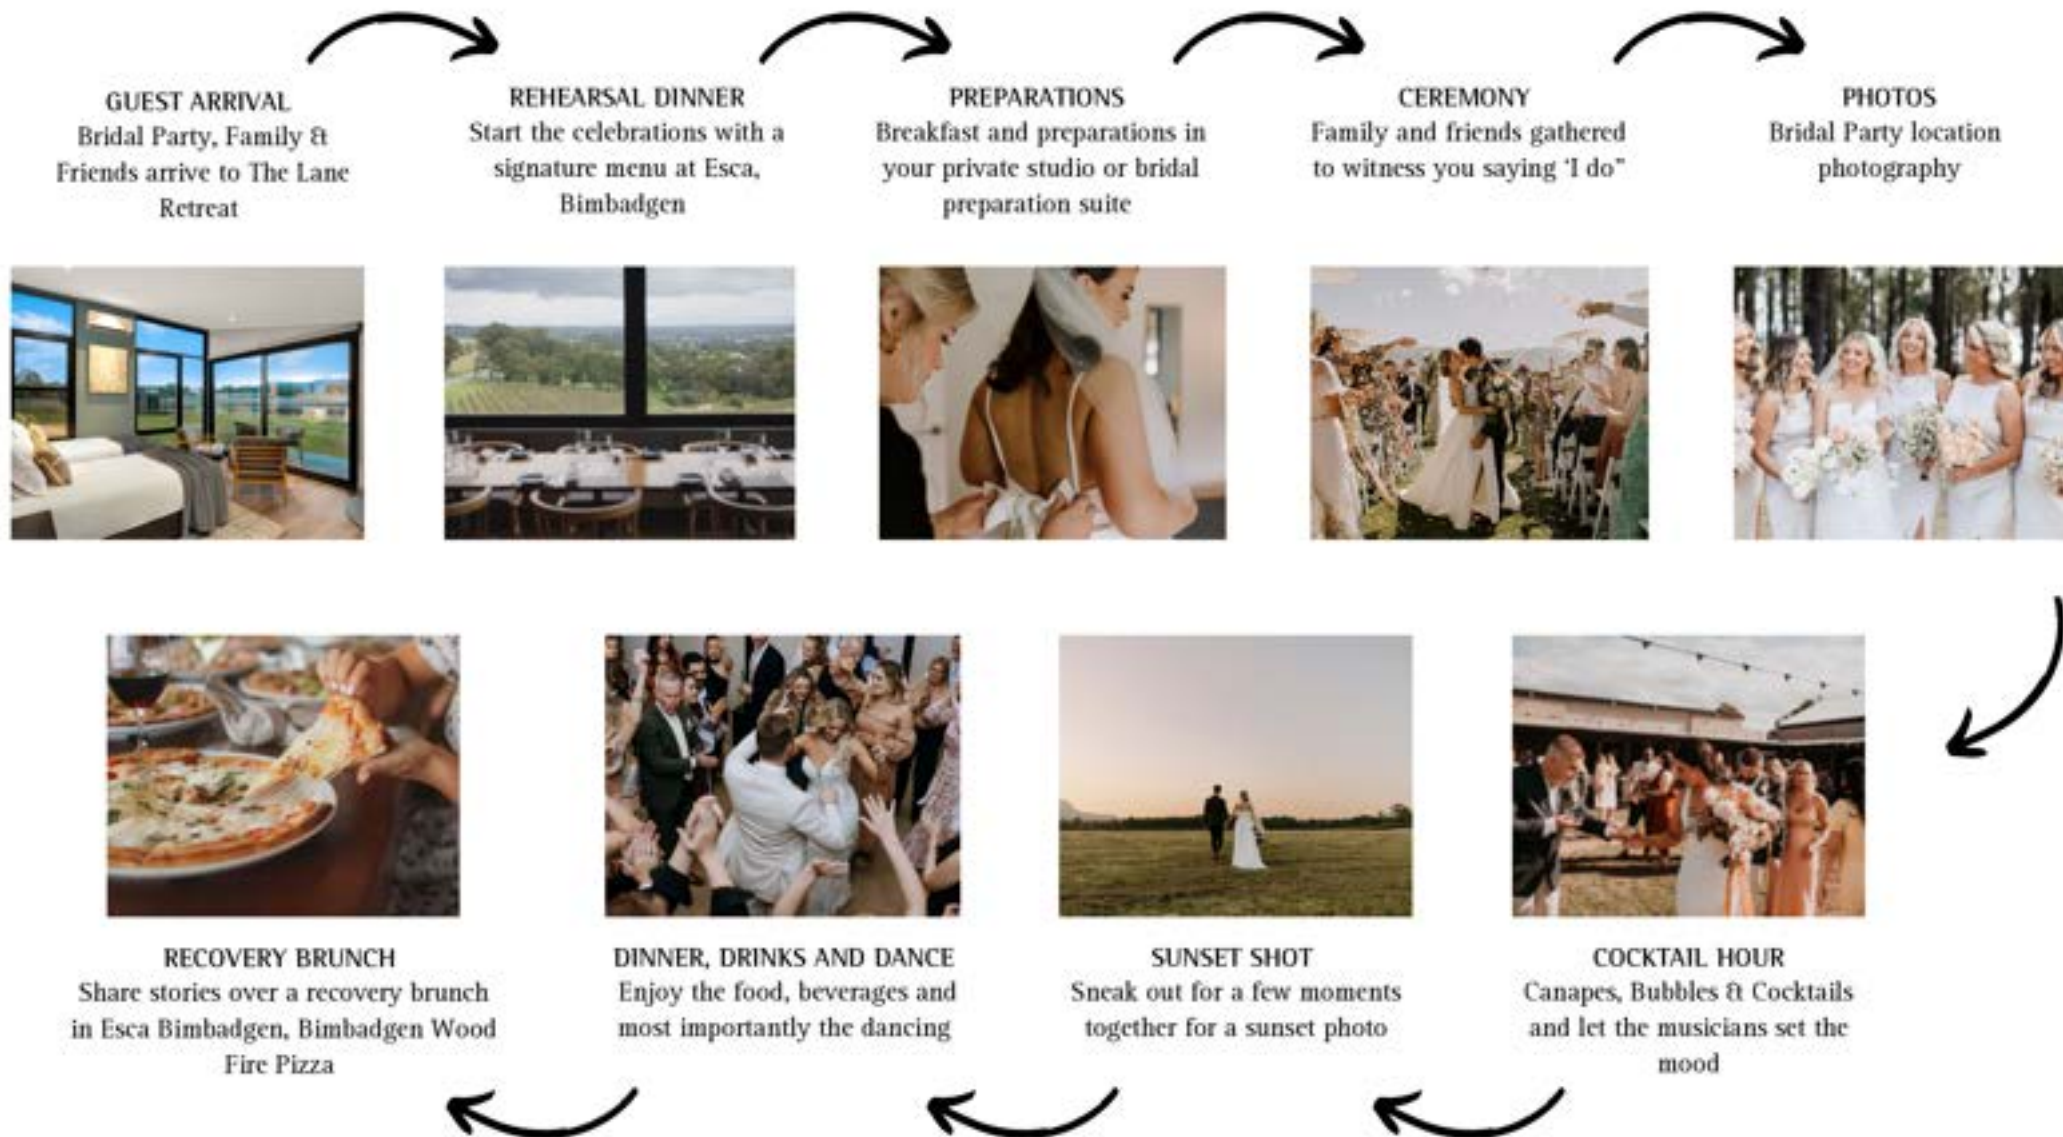 GUEST ARRIVAL
Bridal Party, Family &
Friends arrive to The Lane
Retreat
REHEARSAL DINNER
Start the celebrations with a
signature menu at Esca,
Bimbadgen
PREPARATIONS
Breakfast and preparations in
your private studio or bridal
preparation suite
CEREMONY
Family and friends gathered
to witness you saying 'I do"
PHOTOS
Bridal Party location
photography
COCKTAIL HOUR
Canapes, Bubbles & Cocktails
and let the musicians set the
mood
SUNSET SHOT
Sneak out for a few moments
together for a sunset photo
DINNER, DRINKS AND DANCE
Enjoy the food, beverages and
most importantly the dancing
RECOVERY BRUNCH
Share stories over a recovery brunch
in Esca Bimbadgen, Bimbadgen Wood
Fire Pizza